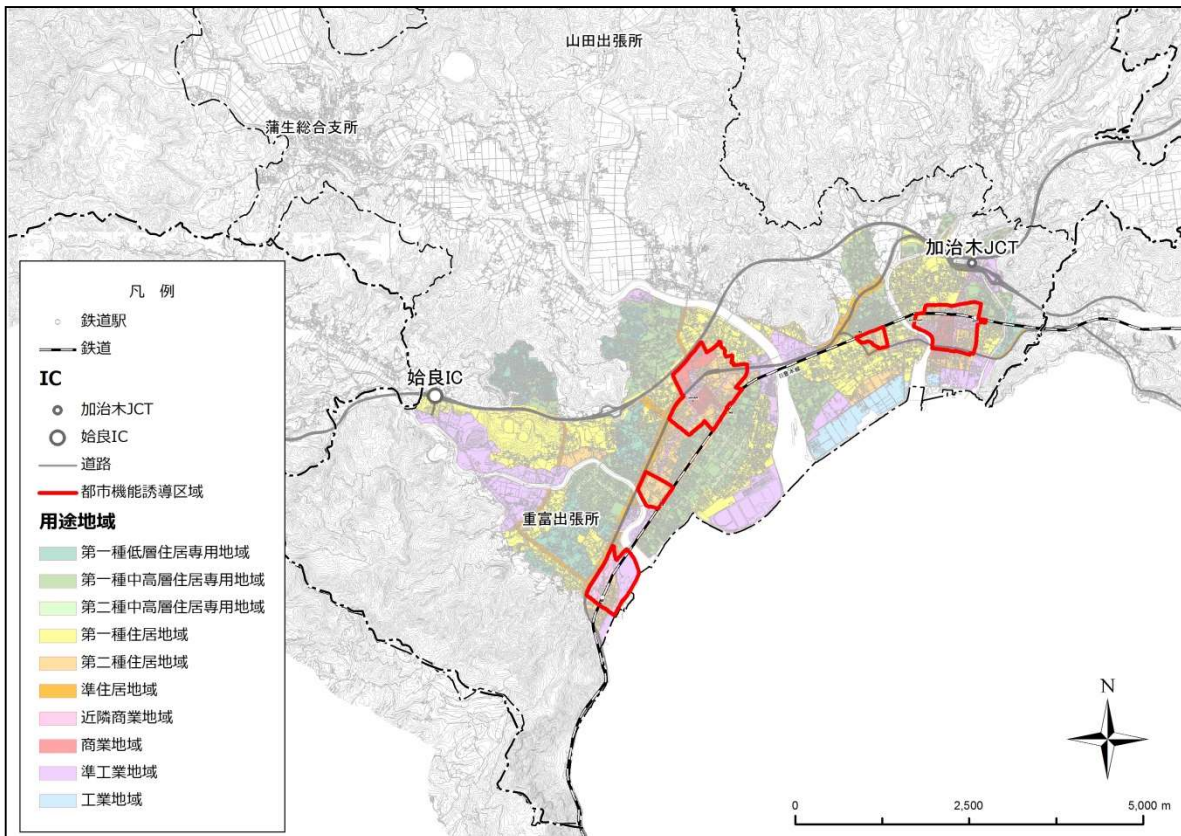 山田出張所
蒲生総合支所
加治木JCT
姶良IC
日豊本線
重富出張所
凡 例
鉄道駅
鉄道
IC
加治木JCT
姶良IC
道路
都市機能誘導区域
用途地域
第一種低層住居専用地域
第一種中高層住居専用地域
第二種中高層住居専用地域
第一種住居地域
第二種住居地域
準住居地域
近隣商業地域
商業地域
準工業地域
工業地域
N
0 2,500 5,000 m